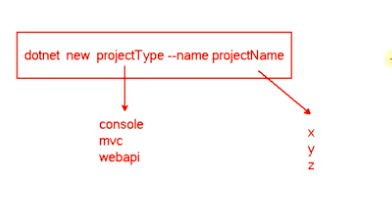 dotnet new projectType --name projectName
console
mvc
webapi
x
y
z